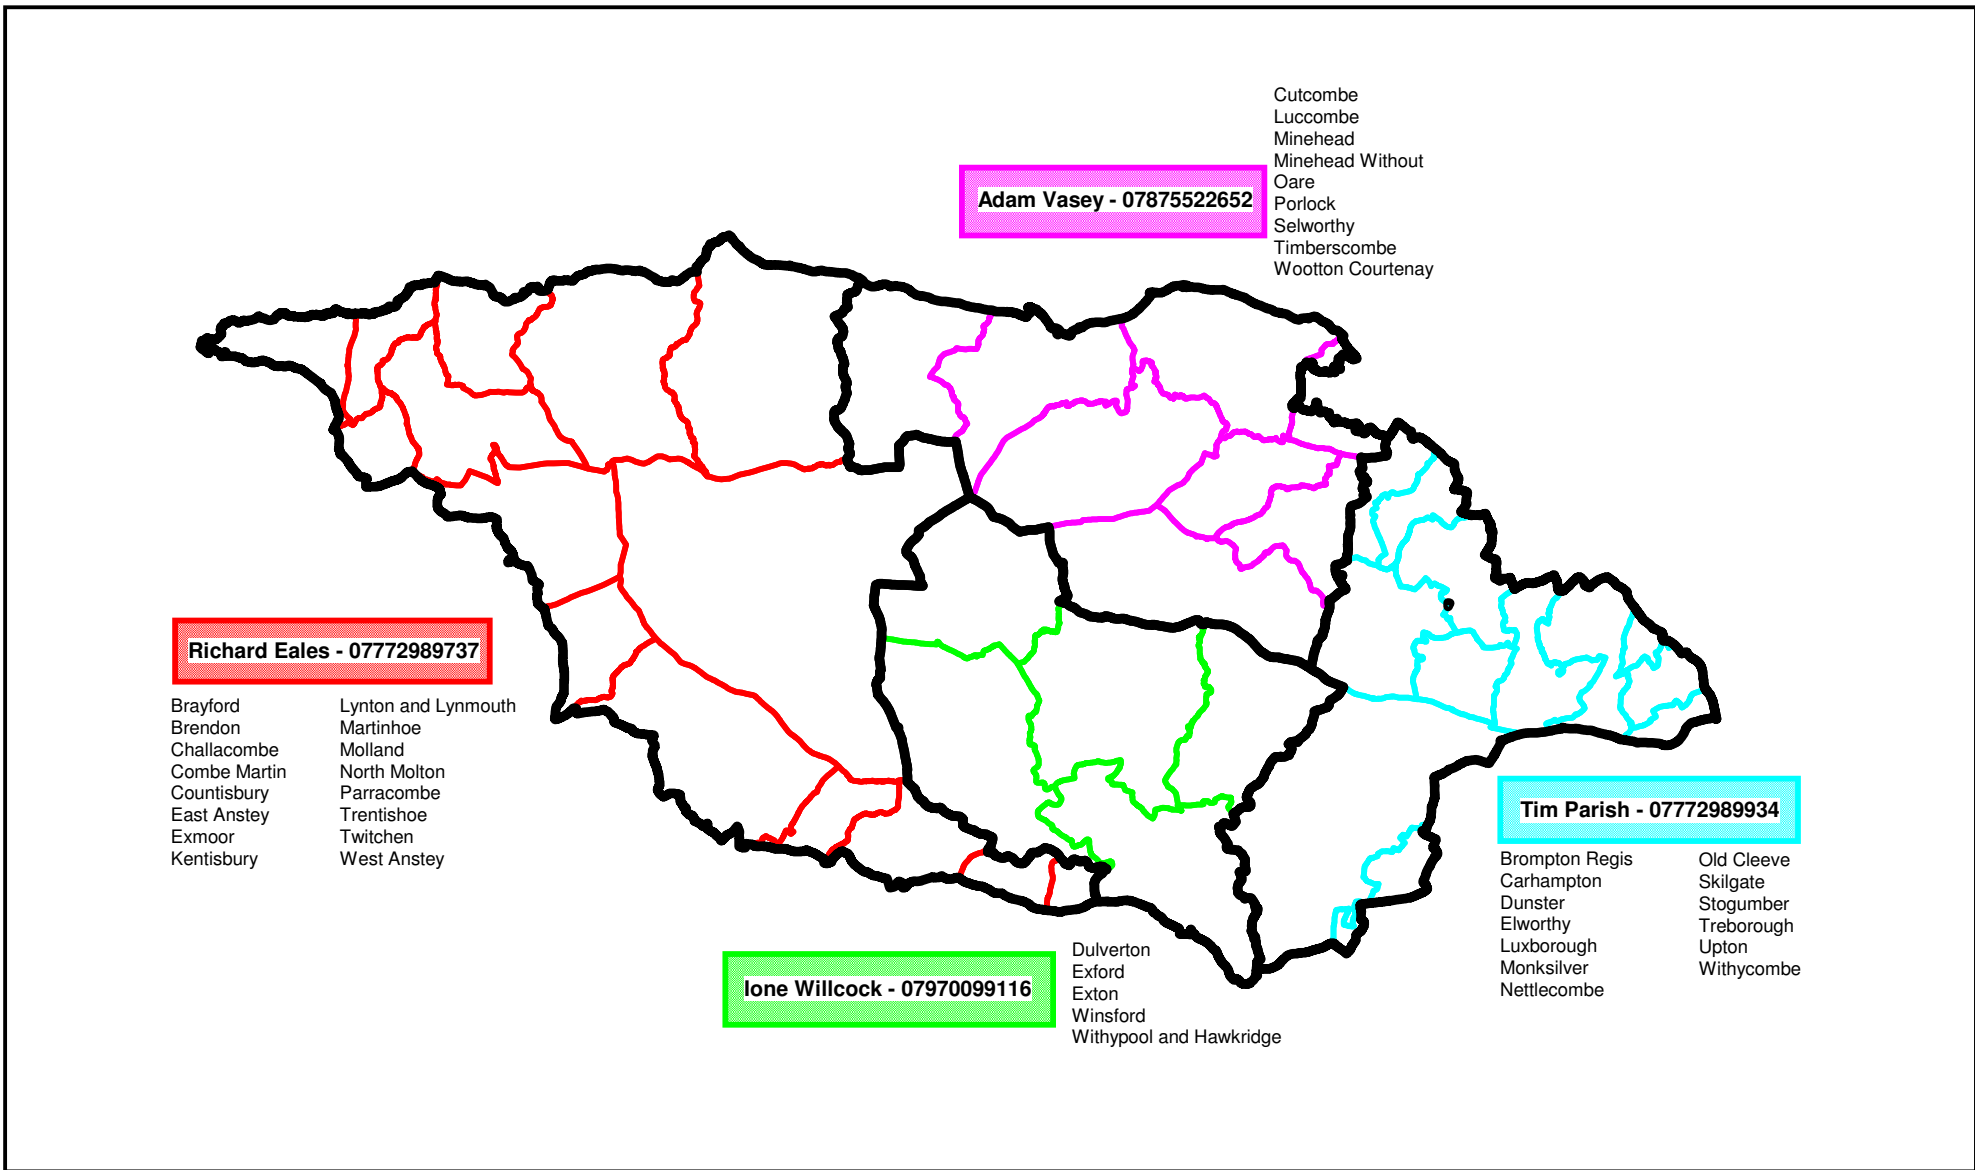 Cutcombe
Luccombe
Minehead
Minehead Without
Oare
Porlock
Selworthy
Timberscombe
Wootton Courtenay
Adam Vasey - 07875522652
Richard Eales - 07772989737
Brayford
Brendon
Challacombe
Combe Martin
Countisbury
East Anstey
Exmoor
Kentisbury
Lynton and Lynmouth
Martinhoe
Molland
North Molton
Parracombe
Trentishoe
Twitchen
West Anstey
Tim Parish - 07772989934
Brompton Regis
Carhampton
Dunster
Elworthy
Luxborough
Monksilver
Nettlecombe
Old Cleeve
Skilgate
Stogumber
Treborough
Upton
Withycombe
Ione Willcock - 07970099116
Dulverton
Exford
Exton
Winsford
Withypool and Hawkridge